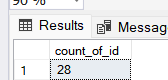 90 %
Results Messag
count_of_id
1 28